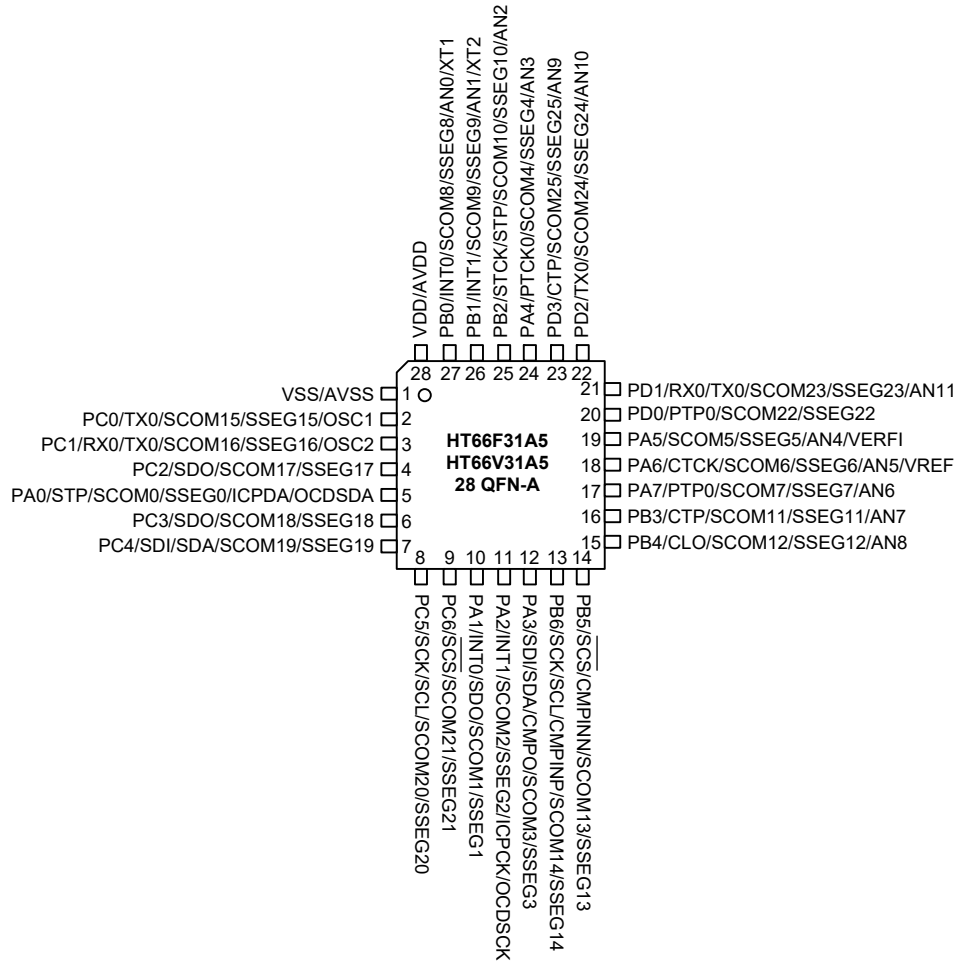 VDD/AVDD
PB0/INT0/SCOM8/SSEG8/AN0/XT1
PB1/INT1/SCOM9/SSEG9/AN1/XT2
PB2/STCK/STP/SCOM10/SSEG10/AN2
PA4/PTCK0/SCOM4/SSEG4/AN3
PD3/CTP/SCOM25/SSEG25/AN9
PD2/TX0/SCOM24/SSEG24/AN10
28 27 26 25 24 23 22
VSS/AVSS 1
PC0/TX0/SCOM15/SSEG15/OSC1 2
PC1/RX0/TX0/SCOM16/SSEG16/OSC2 3
PC2/SDO/SCOM17/SSEG17 4
PA0/STP/SCOM0/SSEG0/ICPDA/OCDSDA 5
PC3/SDO/SCOM18/SSEG18 6
PC4/SDI/SDA/SCOM19/SSEG19 7
HT66F31A5
HT66V31A5
28 QFN-A
21 PD1/RX0/TX0/SCOM23/SSEG23/AN11
20 PD0/PTP0/SCOM22/SSEG22
19 PA5/SCOM5/SSEG5/AN4/VERFI
18 PA6/CTCK/SCOM6/SSEG6/AN5/VREF
17 PA7/PTP0/SCOM7/SSEG7/AN6
16 PB3/CTP/SCOM11/SSEG11/AN7
15 PB4/CLO/SCOM12/SSEG12/AN8
8 9 10 11 12 13 14
PC5/SCK/SCL/SCOM20/SSEG20
PC6/SCS/SCOM21/SSEG21
PA1/INT0/SDO/SCOM1/SSEG1
PA2/INT1/SCOM2/SSEG2/ICPCK/OCDSCK
PA3/SDI/SDA/CMPO/SCOM3/SSEG3
PB6/SCK/SCL/CMPINP/SCOM14/SSEG14
PB5/SCS/CMPINN/SCOM13/SSEG13